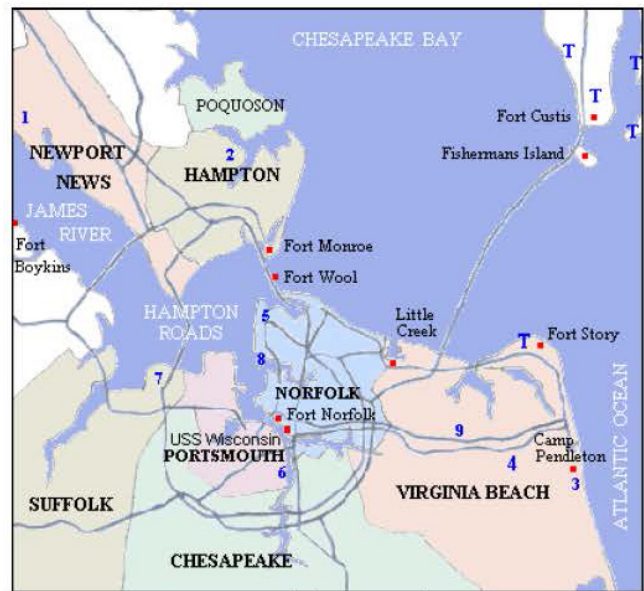 CHESAPEAKE BAY
T
T
T
T
Fort Custis
POQUOSON
1
2
Fishermans Island
NEWPORT
NEWS
HAMPTON
JAMES
RIVER
Fort
Boykins
Fort Monroe
Fort Wool
HAMPTON
ROADS
5
Little
Creek
T
Fort Story
8
7
NORFOLK
Fort Norfolk
USS Wisconsin
PORTSMOUTH
6
9
4
Camp
Pendleton
3
ATLANTIC OCEAN
SUFFOLK
VIRGINIA BEACH
CHESAPEAKE